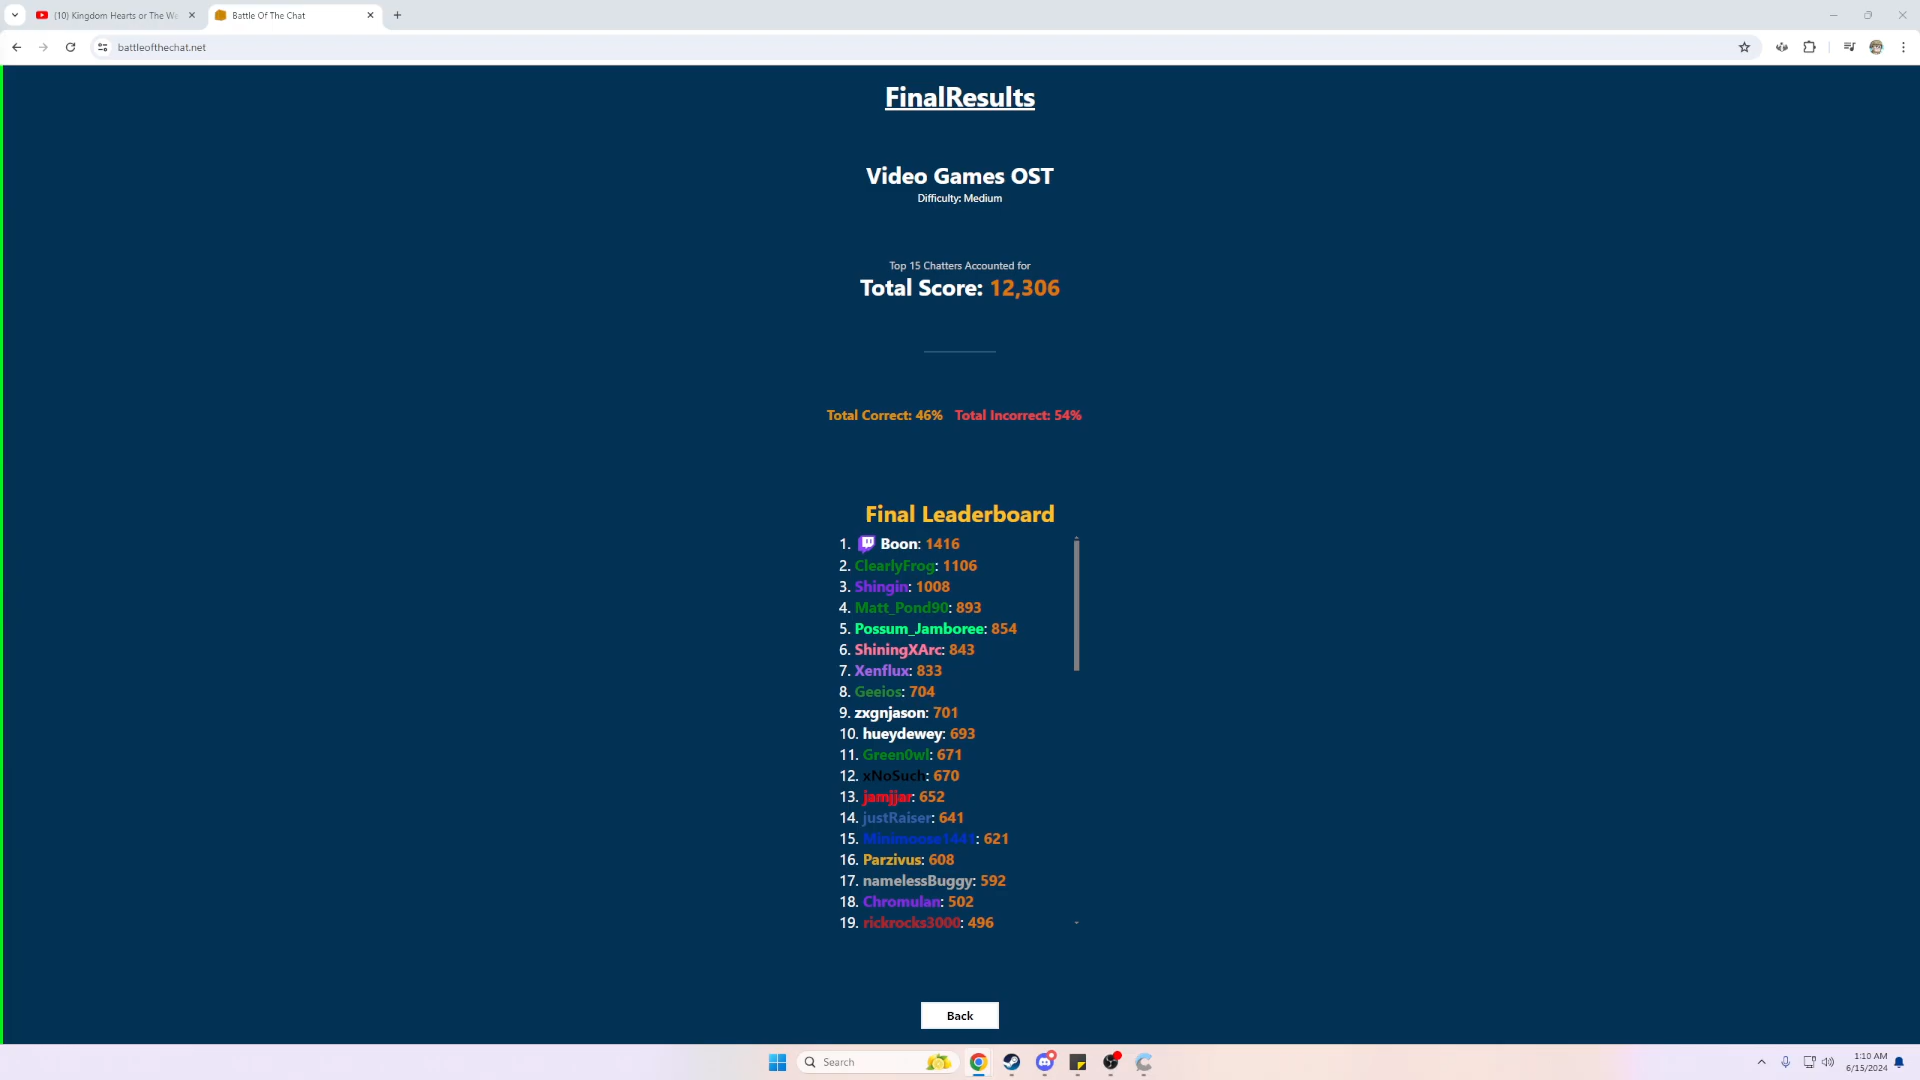 (10) Kingdom Hearts or The We
Battle Of The Chat
battleofthechat.net
FinalResults
Video Games OST
Difficulty: Medium
Top 15 Chatters Accounted for
Total Score: 12,306
Total Correct: 46% Total Incorrect: 54%
Final Leaderboard
1. Boon: 1416
2. ClearlyFrog: 1106
3. Shingin: 1008
4. Matt_Pond90: 893
5. Possum_Jamboree: 854
6. ShiningXArc: 843
7. Xenflux: 833
8. Geeios: 704
9. zxgnjason: 701
10. hueydewey: 693
11. Green0wl: 671
12. xNoSuch: 670
13. jamjjar: 652
14. justRaiser: 641
15. Minimoose1441: 621
16. Parzivus: 608
17. namelessBuggy: 592
18. Chromulan: 502
19. rickrocks3000: 496
Back
Search
1:10 AM
6/15/2024